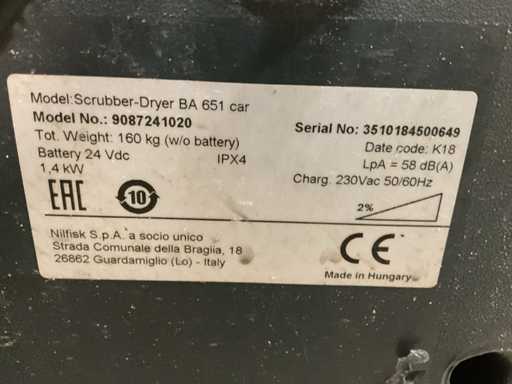 Model:Scrubber-Dryer BA 651 car
Model No.: 9087241020
Serial No: 3510184500649
Tot. Weight: 160 kg (w/o battery)
Date code: K18
Battery 24 Vdc
IPX4
LpA = 58 dB(A)
1,4 kW
Charg. 230Vac 50/60Hz
EAC
10
2%
Nilfisk S.p.A. a socio unico
Strada Comunale della Braglia, 18
26862 Guardamiglio (Lo) - Italy
CE
Made in Hungary